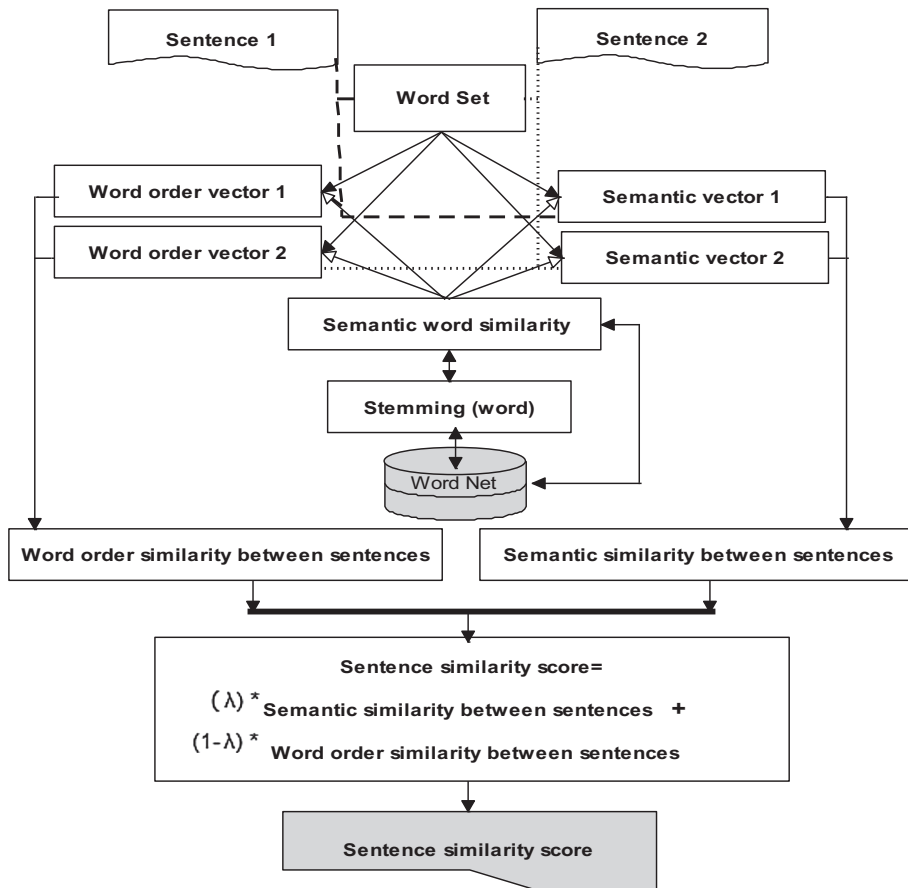 Sentence 1
Sentence 2
Word Set
Word order vector 1
Semantic vector 1
Word order vector 2
Semantic vector 2
Semantic word similarity
Stemming (word)
Word Net
Word order similarity between sentences
Semantic similarity between sentences
Sentence similarity score=
(λ) * Semantic similarity between sentences +
(1-λ) * Word order similarity between sentences
Sentence similarity score